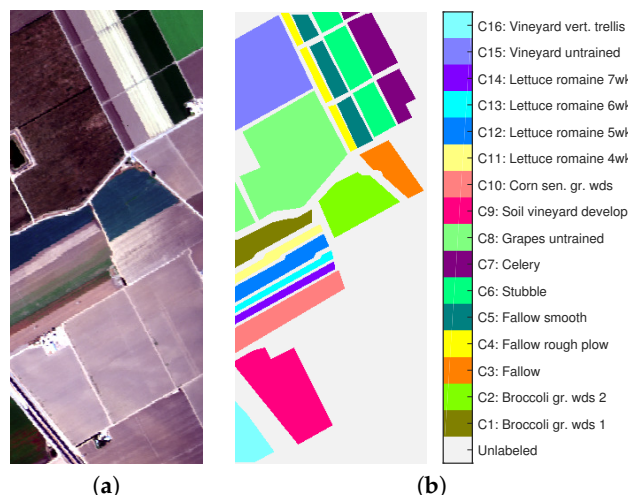 C16: Vineyard vert. trellis
C15: Vineyard untrained
C14: Lettuce romaine 7wk
C13: Lettuce romaine 6wk
C12: Lettuce romaine 5wk
C11: Lettuce romaine 4wk
C10: Corn sen. gr. wds
C9: Soil vineyard develop
C8: Grapes untrained
C7: Celery
C6: Stubble
C5: Fallow smooth
C4: Fallow rough plow
C3: Fallow
C2: Broccoli gr. wds 2
C1: Broccoli gr. wds 1
Unlabeled
(a)
(b)